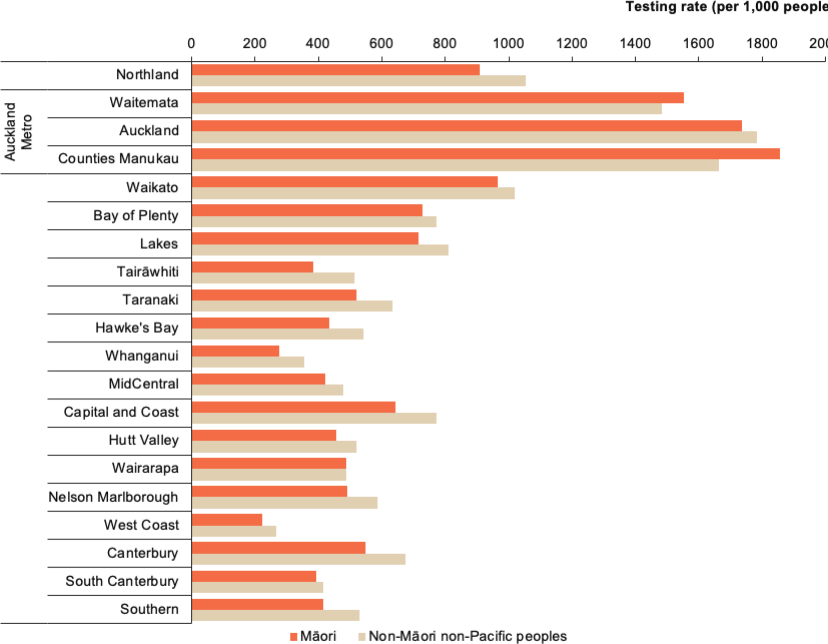 Testing rate (per 1,000 people
0 200 400 600 800 1000 1200 1400 1600 1800 200
Northland
Auckland
Metro
Waitemata
Auckland
Counties Manukau
Waikato
Bay of Plenty
Lakes
Tairāwhiti
Taranaki
Hawke's Bay
Whanganui
MidCentral
Capital and Coast
Hutt Valley
Wairarapa
Nelson Marlborough
West Coast
Canterbury
South Canterbury
Southern
Māori Non-Māori non-Pacific peoples